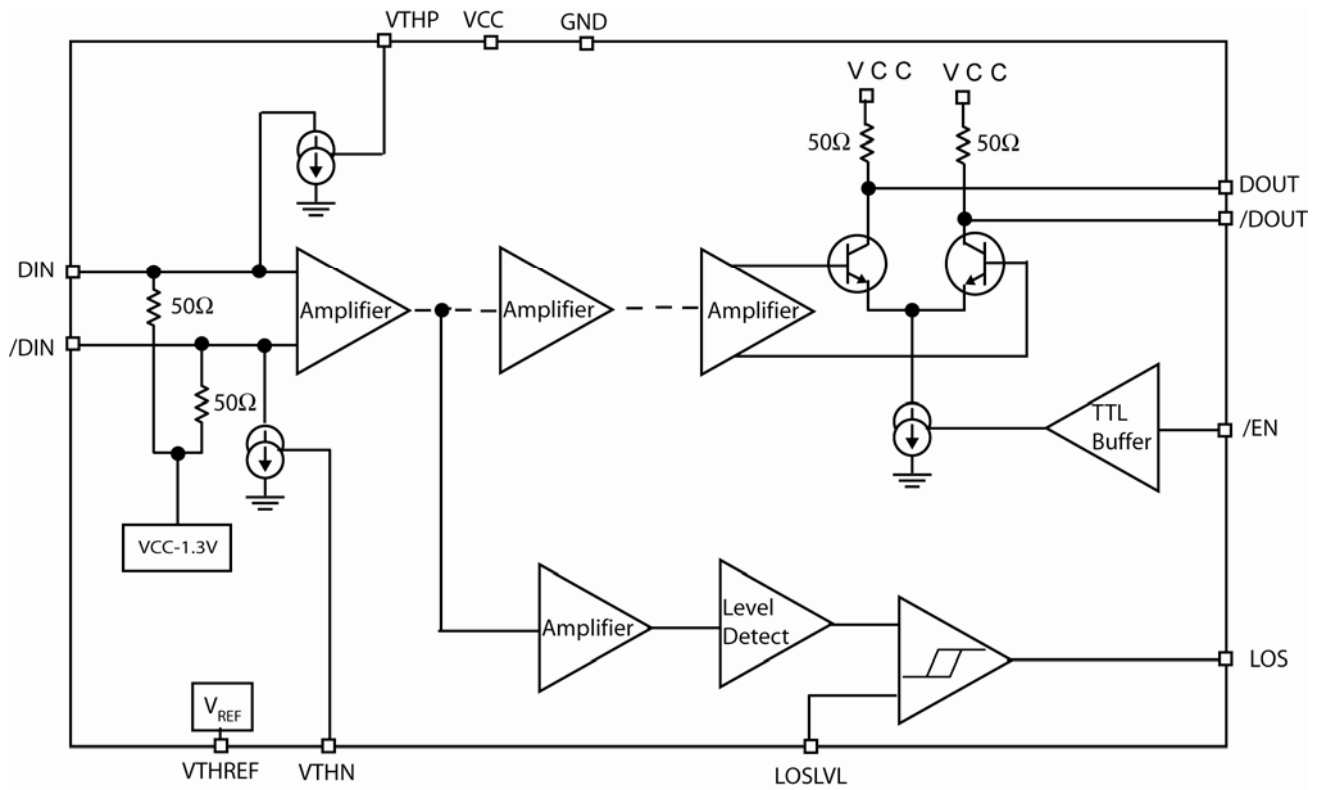 VTHP
VCC
GND
V C C
V C C
50Ω
50Ω
DOUT
/DOUT
DIN
50Ω
Amplifier
Amplifier
Amplifier
/DIN
50Ω
TTL
Buffer
/EN
VCC-1.3V
Amplifier
Level
Detect
LOS
VREF
VTHREF
VTHN
LOSLVL